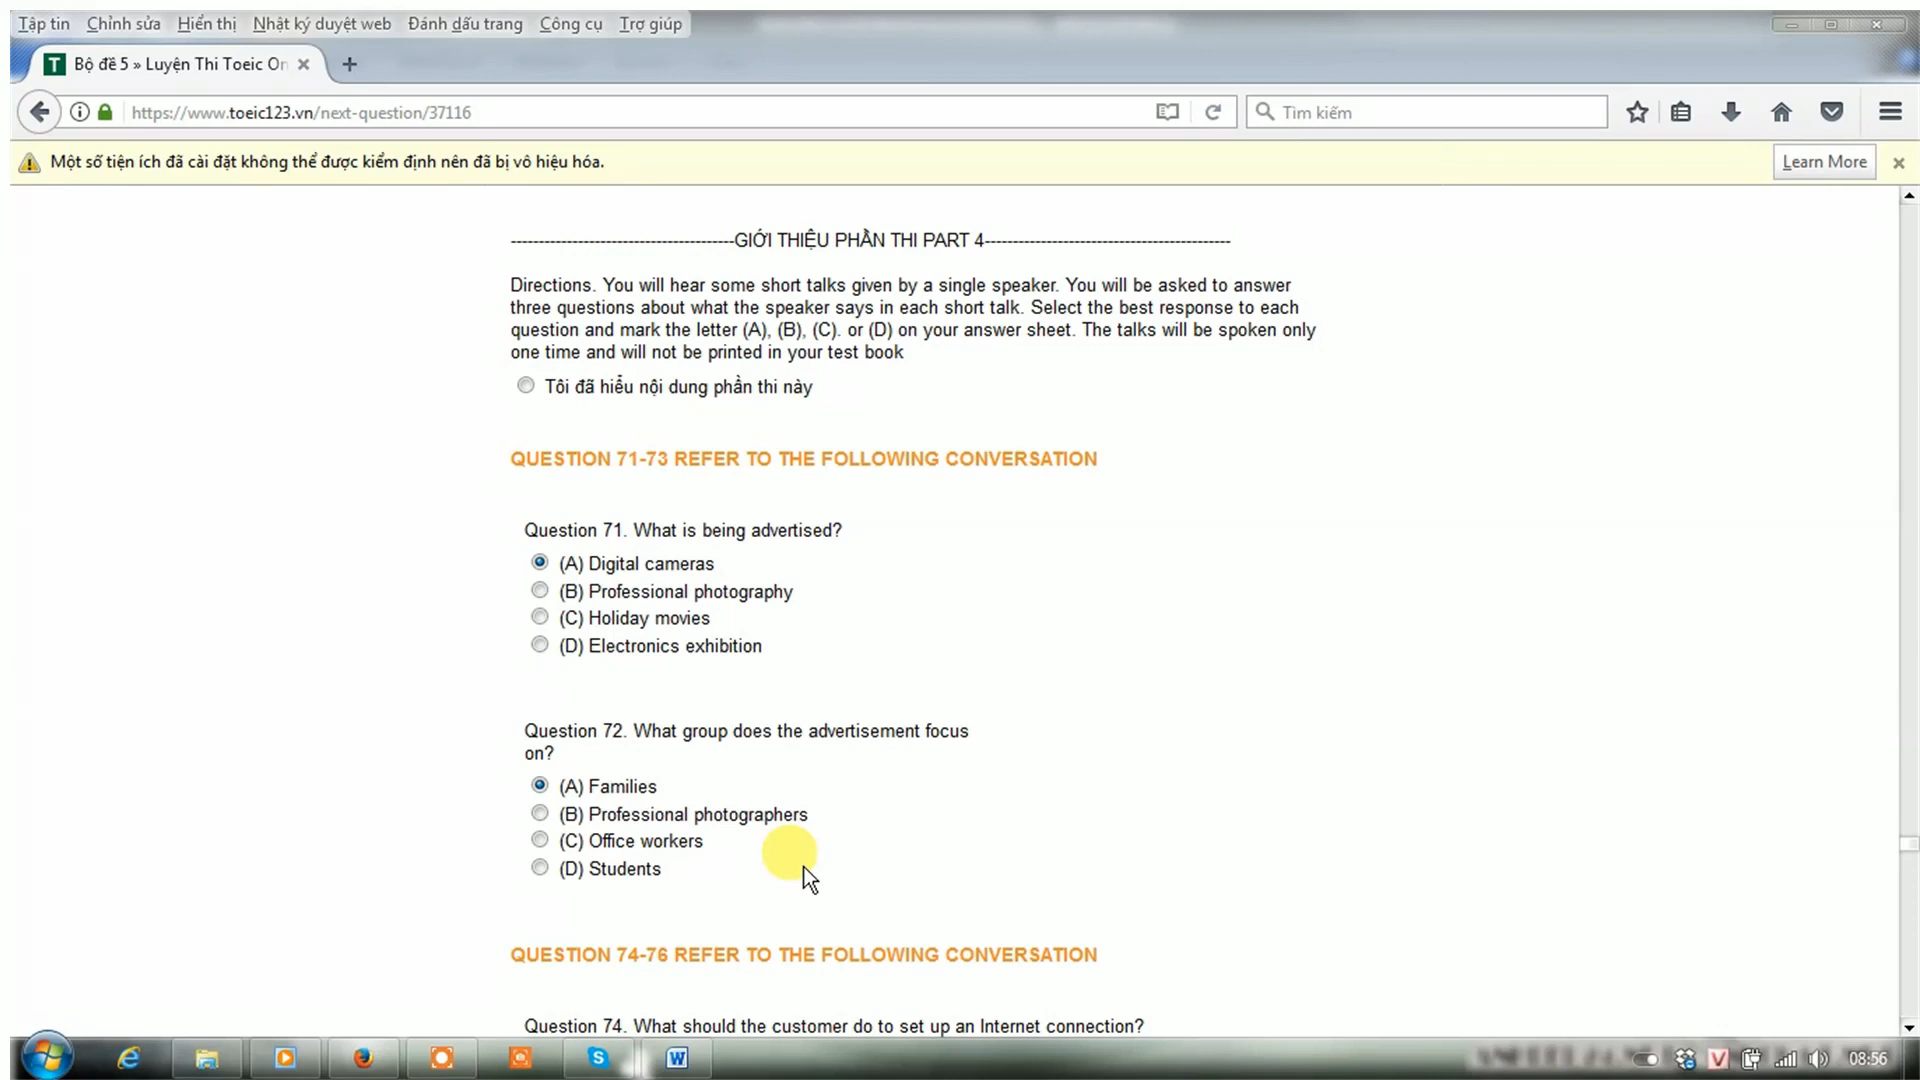 Tập tin Chỉnh sửa Hiển thị Nhật ký duyệt web Đánh dấu trang Công cụ Trợ giúp
T Bộ đề 5 » Luyện Thi Toeic On
https://www.toeic123.vn/next-question/37116
Tìm kiếm
Một số tiện ích đã cài đặt không thể được kiểm định nên đã bị vô hiệu hóa.
Learn More
----------------------------------------GIỚI THIỆU PHẦN THI PART 4--------------------------------------------
Directions. You will hear some short talks given by a single speaker. You will be asked to answer
three questions about what the speaker says in each short talk. Select the best response to each
question and mark the letter (A), (B), (C). or (D) on your answer sheet. The talks will be spoken only
one time and will not be printed in your test book
Tôi đã hiểu nội dung phần thi này
QUESTION 71-73 REFER TO THE FOLLOWING CONVERSATION
Question 71. What is being advertised?
(A) Digital cameras
(B) Professional photography
(C) Holiday movies
(D) Electronics exhibition
Question 72. What group does the advertisement focus
on?
(A) Families
(B) Professional photographers
(C) Office workers
(D) Students
QUESTION 74-76 REFER TO THE FOLLOWING CONVERSATION
Question 74. What should the customer do to set up an Internet connection?
08:56